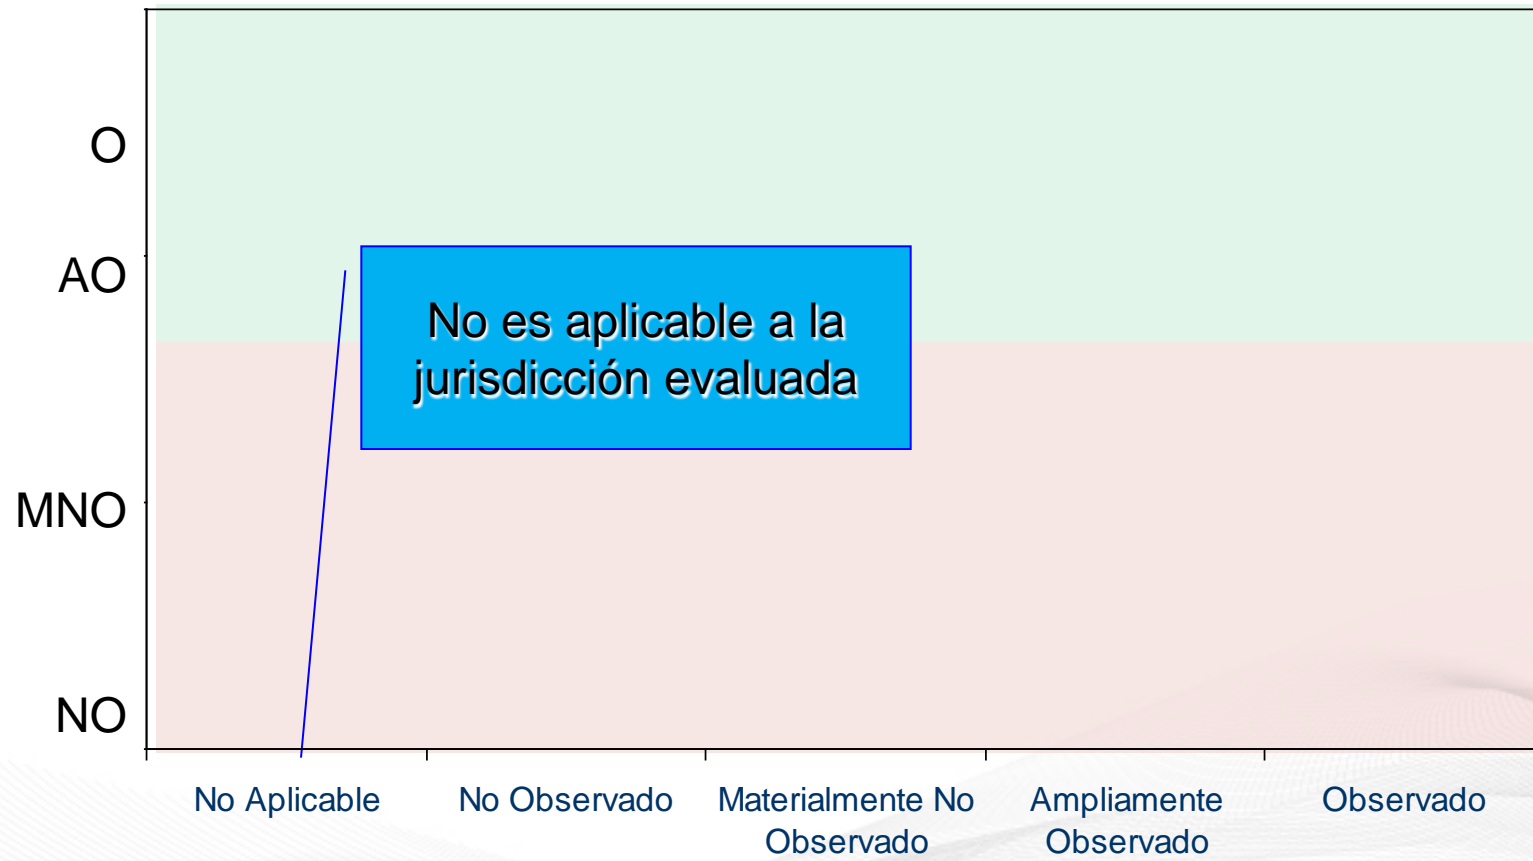 O
AO
MNO
NO
No es aplicable a la
jurisdicción evaluada
No Aplicable
No Observado
Materialmente No
Observado
Ampliamente
Observado
Observado